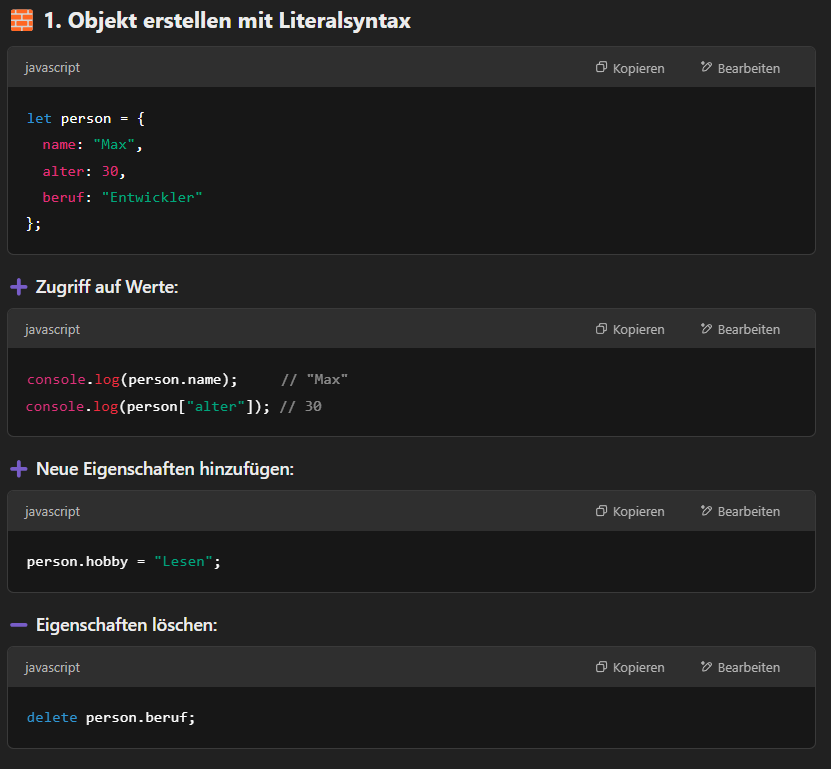 🧱 1. Objekt erstellen mit Literalsyntax
javascript Kopieren Bearbeiten
let person = {
  name: "Max",
  alter: 30,
  beruf: "Entwickler"
};
➕ Zugriff auf Werte:
javascript Kopieren Bearbeiten
console.log(person.name);     // "Max"
console.log(person["alter"]); // 30
➕ Neue Eigenschaften hinzufügen:
javascript Kopieren Bearbeiten
person.hobby = "Lesen";
➖ Eigenschaften löschen:
javascript Kopieren Bearbeiten
delete person.beruf;